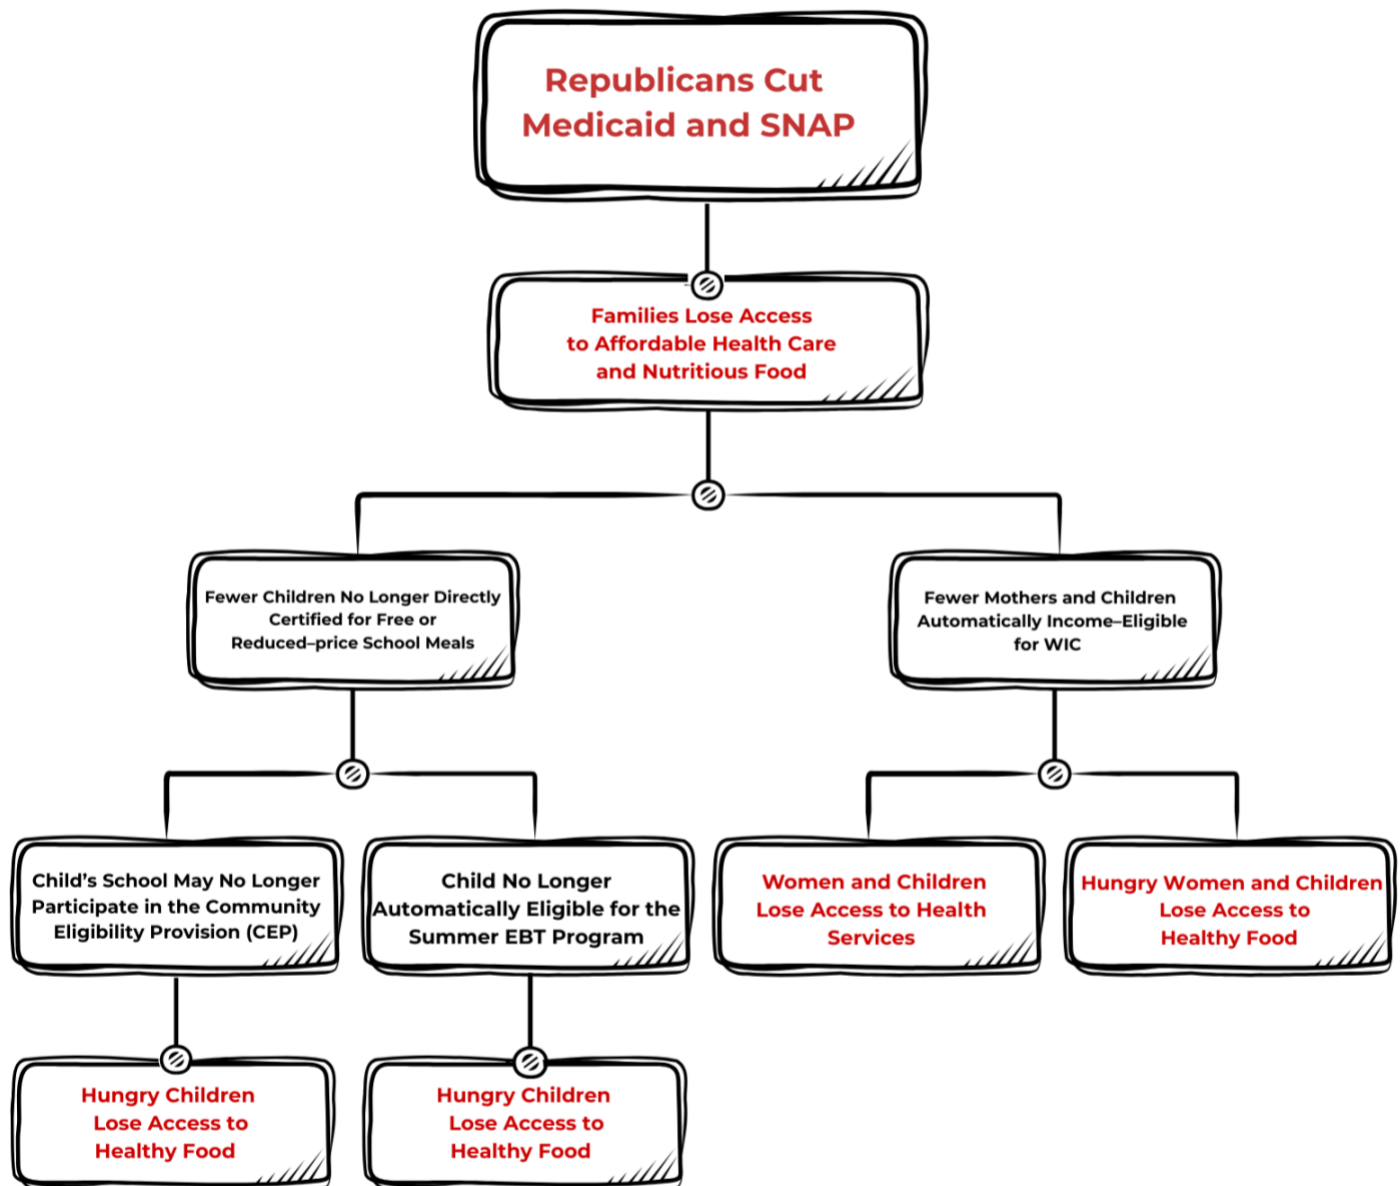 Republicans Cut
Medicaid and SNAP
Families Lose Access
to Affordable Health Care
and Nutritious Food
Fewer Children No Longer Directly
Certified for Free or
Reduced–price School Meals
Fewer Mothers and Children
Automatically Income–Eligible
for WIC
Child’s School May No Longer
Participate in the Community
Eligibility Provision (CEP)
Child No Longer
Automatically Eligible for the
Summer EBT Program
Women and Children
Lose Access to Health
Services
Hungry Women and Children
Lose Access to
Healthy Food
Hungry Children
Lose Access to
Healthy Food
Hungry Children
Lose Access to
Healthy Food